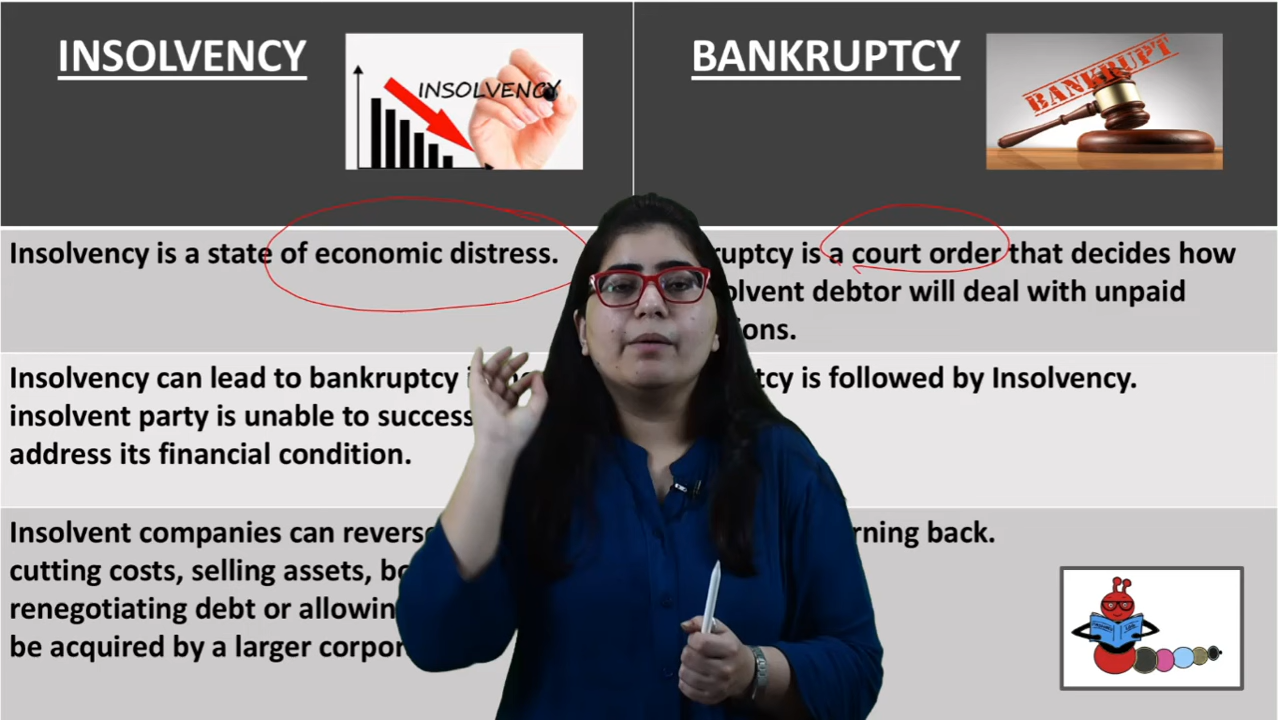 INSOLVENCY
INSOLVENCY
BANKRUPTCY
BANKRUPT
Insolvency is a state of economic distress.
ruptcy is a court order that decides how
olvent debtor will deal with unpaid
ions.
Insolvency can lead to bankruptcy
insolvent party is unable to success
address its financial condition.
tcy is followed by Insolvency.
Insolvent companies can revers
cutting costs, selling assets,
renegotiating debt or allowin
be acquired by a larger corpor
rning back.